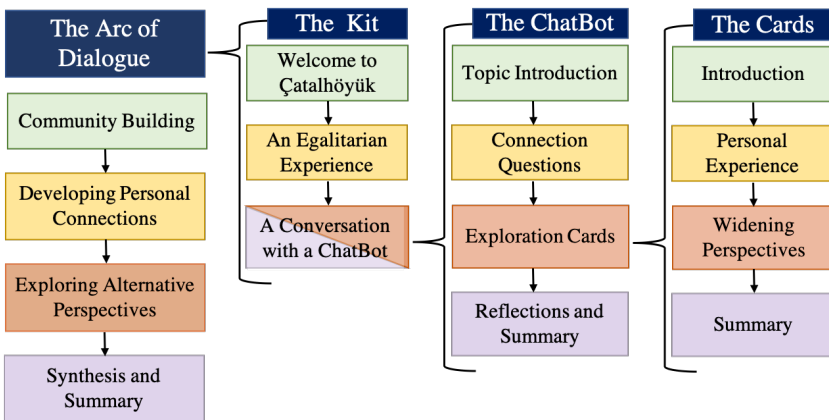 The Arc of
Dialogue
Community Building
Developing Personal
Connections
Exploring Alternative
Perspectives
Synthesis and
Summary
The Kit
Welcome to
Çatalhöyük
An Egalitarian
Experience
A Conversation
with a ChatBot
The ChatBot
Topic Introduction
Connection
Questions
Exploration Cards
Reflections and
Summary
The Cards
Introduction
Personal
Experience
Widening
Perspectives
Summary